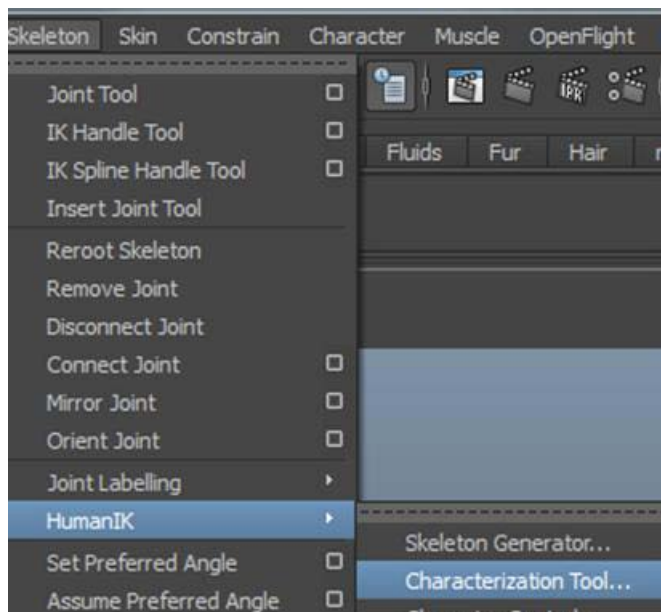 Skeleton Skin Constrain Character Muscle OpenFlight
Joint Tool
IK Handle Tool
IK Spline Handle Tool
Insert Joint Tool
Reroot Skeleton
Remove Joint
Disconnect Joint
Connect Joint
Mirror Joint
Orient Joint
Joint Labelling
HumanIK
Set Preferred Angle
Assume Preferred Angle
IPR
Fluids Fur Hair
Skeleton Generator...
Characterization Tool...